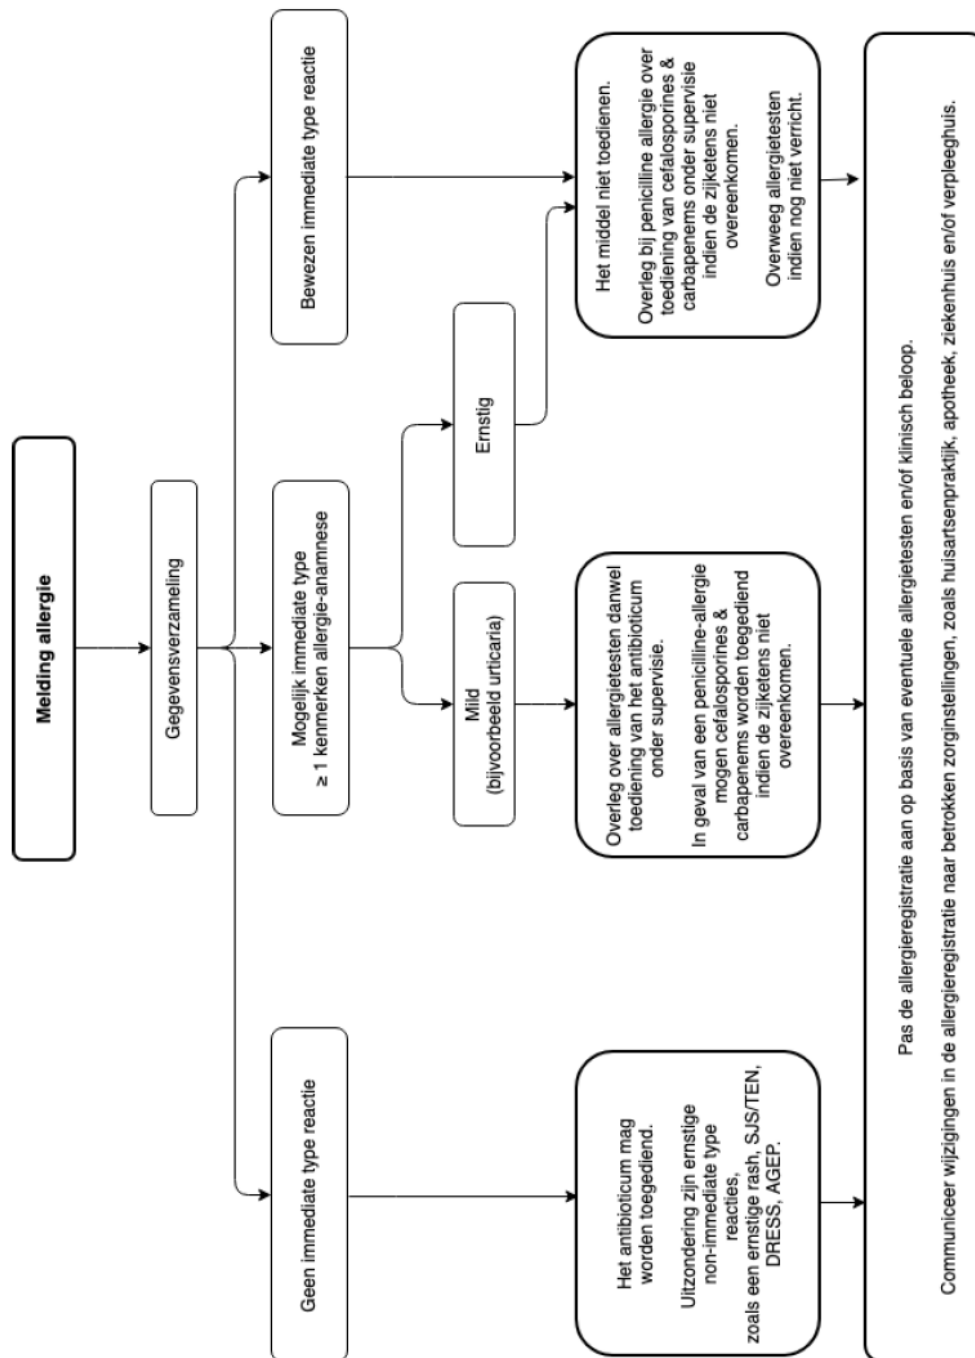 Melding allergie
Gegevensverzameling
Geen immediate type reactie
Mogelijk immediate type
≥ 1 kenmerken allergie-anamnese
Bewezen immediate type reactie
Mild
(bijvoorbeeld urticaria)
Ernstig
Het antibioticum mag
worden toegediend.
Uitzondering zijn ernstige
non-immediate type
reacties,
zoals een ernstige rash, SJS/TEN,
DRESS, AGEP.
Overleg over allergietesten danwel
toediening van het antibioticum
onder supervisie.
In geval van een penicilline-allergie
mogen cefalosporines &
carbapenems worden toegediend
indien de zijketens niet
overeenkomen.
Het middel niet toedienen.
Overleg bij penicilline allergie over
toediening van cefalosporines &
carbapenems onder supervisie
indien de zijketens niet
overeenkomen.
Overweeg allergietesten
indien nog niet verricht.
Pas de allergieregistratie aan op basis van eventuele allergietesten en/of klinisch beloop.
Communiceer wijzigingen in de allergieregistratie naar betrokken zorginstellingen, zoals huisartsenpraktijk, apotheek, ziekenhuis en/of verpleeghuis.